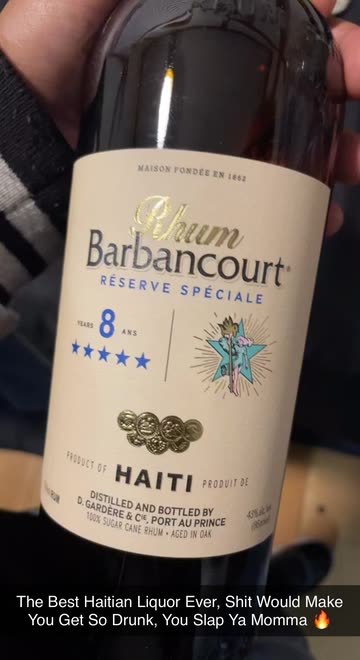 MAISON FONDÉE EN 1862
Rhum
Barbancourt
RÉSERVE SPÉCIALE
YEARS 8 ANS
PRODUCT OF HAITI PRODUIT DE
DISTILLED AND BOTTLED BY
D. GARDÈRE & CIE, PORT AU PRINCE
100% SUGAR CANE RHUM • AGED IN OAK
43% alc. /vol.
RUM
The Best Haitian Liquor Ever, Shit Would Make
You Get So Drunk, You Slap Ya Momma 🔥